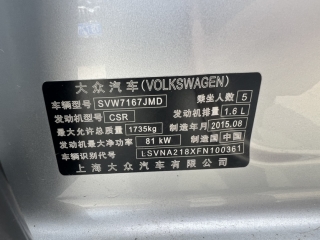 大众汽车(VOLKSWAGEN)
车辆型号 SVW7167JMD 乘坐人数 5
发动机型号 CSR 发动机排量 1.6 L
最大允许总质量 1735kg 制造年月 2015.08
发动机最大净功率 81 kW 制造国 中国
车辆识别代号 LSVNA218XFN100361
上海大众汽车有限公司